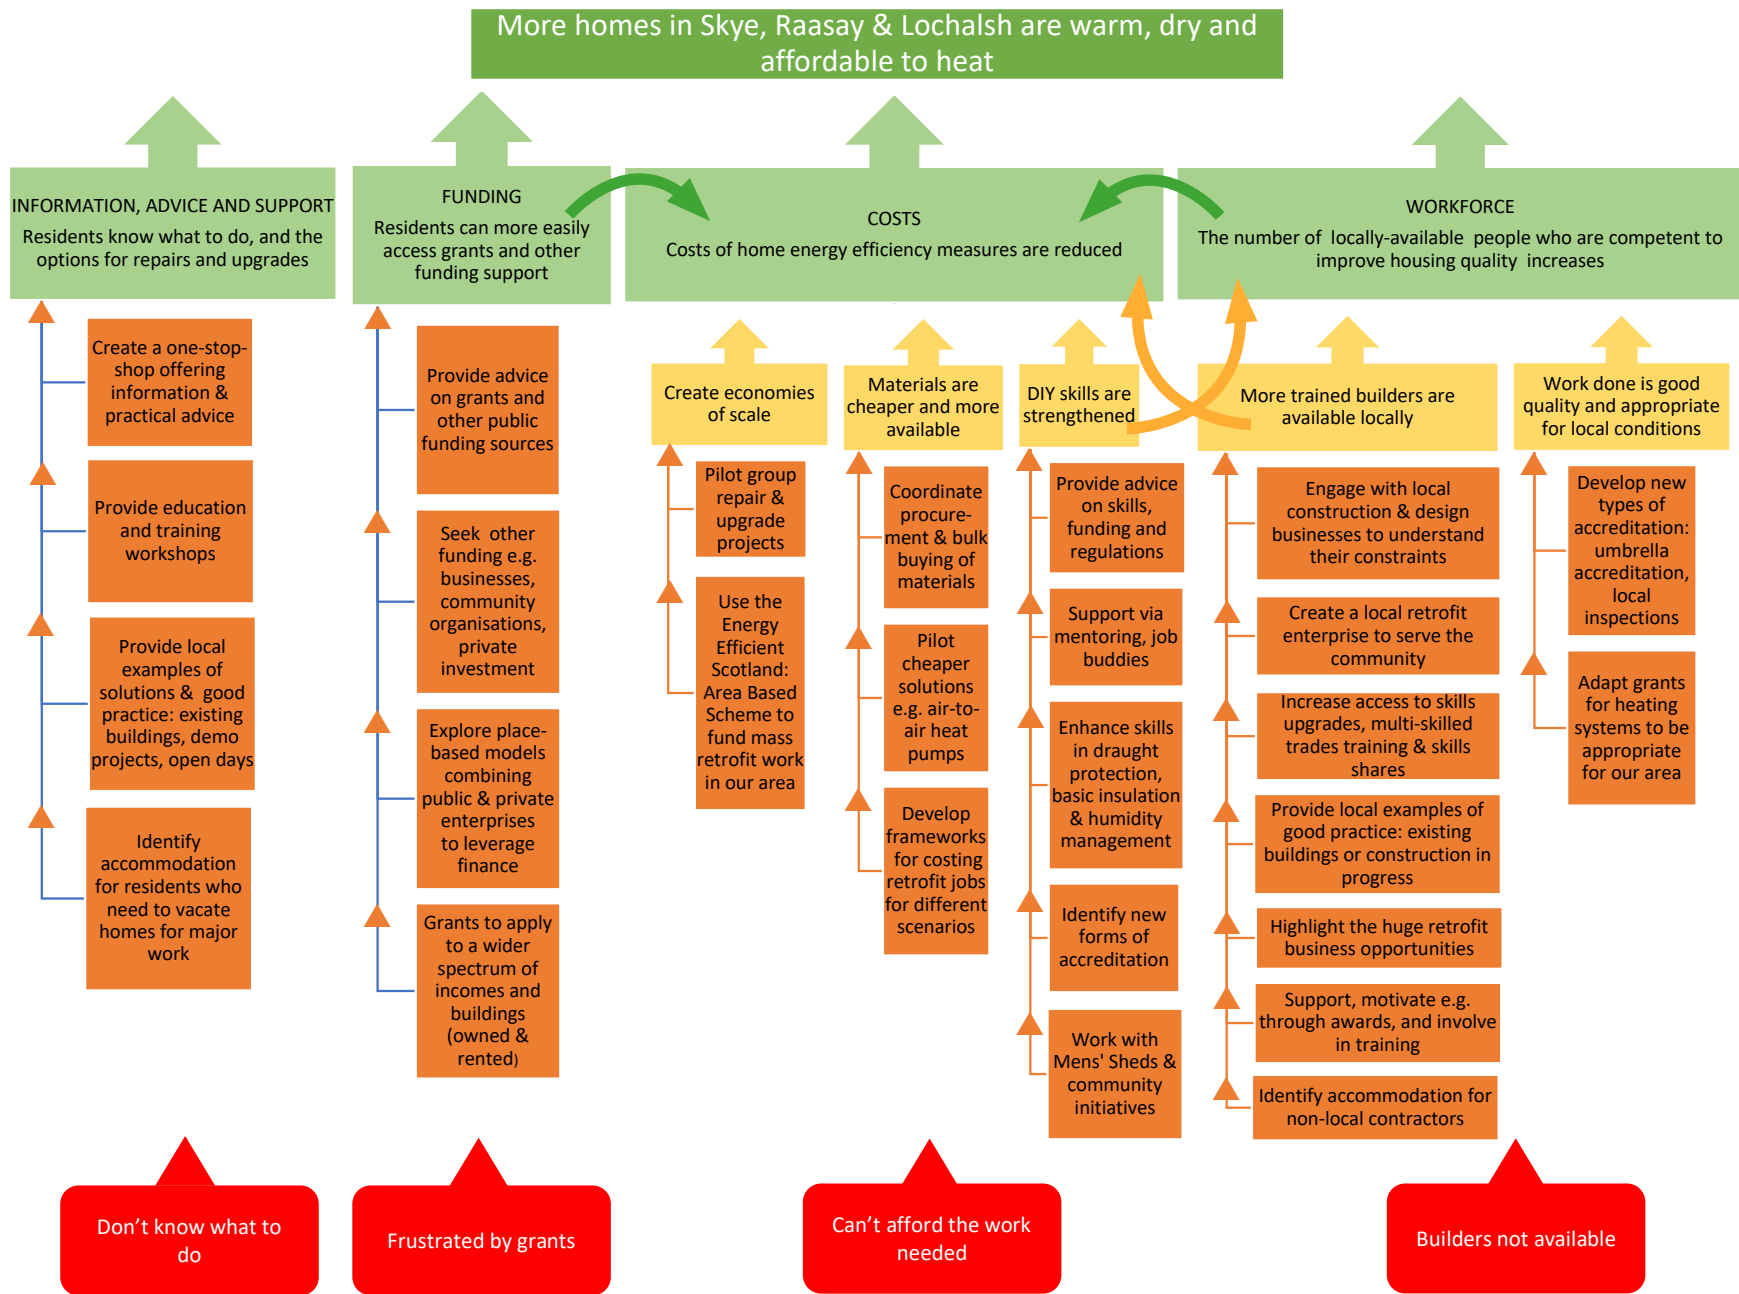 More homes in Skye, Raasay & Lochalsh are warm, dry and
affordable to heat
INFORMATION, ADVICE AND SUPPORT
Residents know what to do, and the
options for repairs and upgrades
Create a one-stop-
shop offering
information &
practical advice
Provide education
and training
workshops
Provide local
examples of
solutions & good
practice: existing
buildings, demo
projects, open days
Identify
accommodation
for residents who
need to vacate
homes for major
work
FUNDING
Residents can more easily
access grants and other
funding support
Provide advice
on grants and
other public
funding sources
Seek other
funding e.g.
businesses,
community
organisations,
private
investment
Explore place-
based models
combining
public & private
enterprises
to leverage
finance
Grants to apply
to a wider
spectrum of
incomes and
buildings
(owned &
rented)
COSTS
Costs of home energy efficiency measures are reduced
Create economies
of scale
Pilot group
repair &
upgrade
projects
Use the
Energy
Efficient
Scotland:
Area Based
Scheme to
fund mass
retrofit work
in our area
Materials are
cheaper and more
available
Coordinate
procure-
ment & bulk
buying of
materials
Pilot
cheaper
solutions
e.g. air-to-
air heat
pumps
Develop
frameworks
for costing
retrofit jobs
for different
scenarios
DIY skills are
strengthened
Provide advice
on skills,
funding and
regulations
Support via
mentoring, job
buddies
Enhance skills
in draught
protection,
basic insulation
& humidity
management
Identify new
forms of
accreditation
Work with
Mens' Sheds &
community
initiatives
WORKFORCE
The number of locally-available people who are competent to
improve housing quality increases
More trained builders are
available locally
Engage with local
construction & design
businesses to understand
their constraints
Create a local retrofit
enterprise to serve the
community
Increase access to skills
upgrades, multi-skilled
trades training & skills
shares
Provide local examples of
good practice: existing
buildings or construction in
progress
Highlight the huge retrofit
business opportunities
Support, motivate e.g.
through awards, and involve
in training
Identify accommodation for
non-local contractors
Work done is good
quality and appropriate
for local conditions
Develop new
types of
accreditation:
umbrella
accreditation,
local
inspections
Adapt grants
for heating
systems to be
appropriate
for our area
Don’t know what to
do
Frustrated by grants
Can’t afford the work
needed
Builders not available